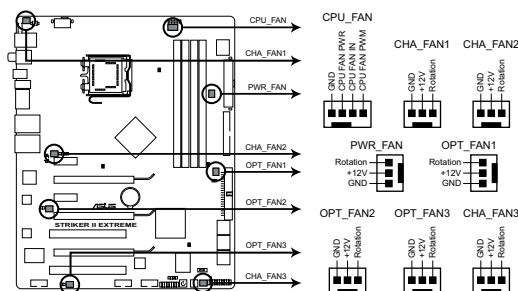 CPU_FAN
CHA_FAN1
PWR_FAN
CHA_FAN2
OPT_FAN1
OPT_FAN2
OPT_FAN3
CHA_FAN3
ASUS
STRIKER II EXTREME
CPU_FAN
GND
CPU FAN PWR
CPU FAN IN
CPU FAN PWM
CHA_FAN1
GND
+12V
Rotation
CHA_FAN2
GND
+12V
Rotation
PWR_FAN
Rotation
+12V
GND
OPT_FAN1
Rotation
+12V
GND
OPT_FAN2
GND
+12V
Rotation
OPT_FAN3
GND
+12V
Rotation
CHA_FAN3
GND
+12V
Rotation